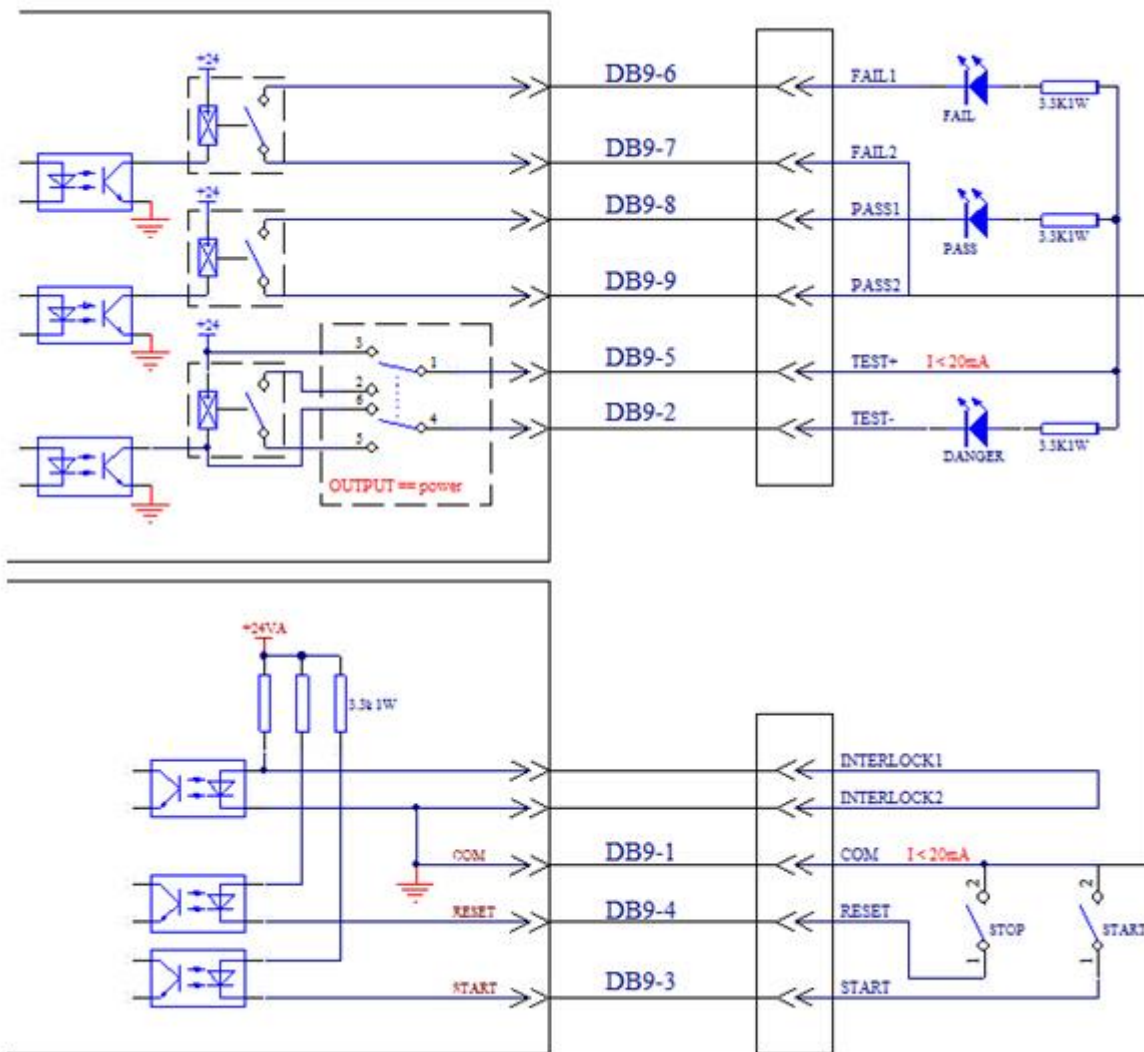 +24
DB9-6
FAIL1
FAIL
3.3K1W
DB9-7
FAIL2
+24
DB9-8
PASS1
PASS
3.3K1W
DB9-9
PASS2
+24
3
1
2
6
4
5
DB9-5
TEST+
I < 20mA
DB9-2
TEST-
DANGER
3.3K1W
OUTPUT == power
+24VA
3.3k 1W
INTERLOCK1
INTERLOCK2
COM
DB9-1
COM
I < 20mA
RESET
DB9-4
RESET
2
STOP
1
2
START
1
START
DB9-3
START